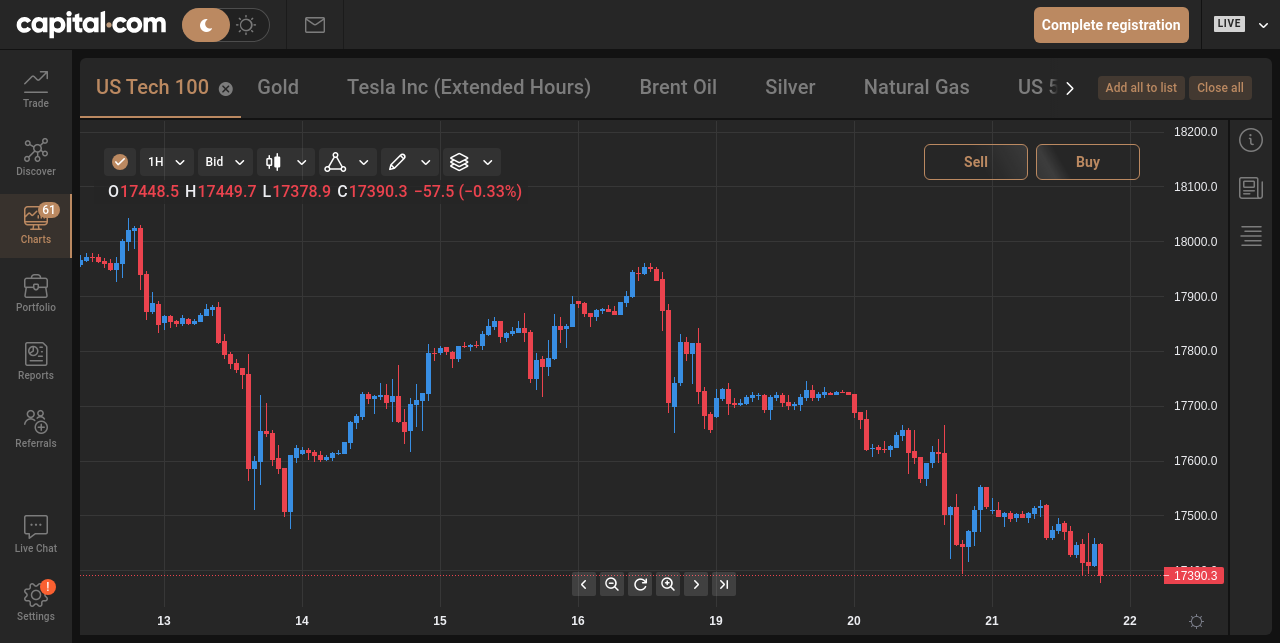 capital.com
Complete registration
LIVE
Trade
Discover
61
Charts
Portfolio
Reports
Referrals
Live Chat
!
Settings
US Tech 100
Gold
Tesla Inc (Extended Hours)
Brent Oil
Silver
Natural Gas
US 5
Add all to list
Close all
1H
Bid
Sell
Buy
O17448.5 H17449.7 L17378.9 C17390.3 −57.5 (−0.33%)
18200.0
18100.0
18000.0
17900.0
17800.0
17700.0
17600.0
17500.0
17390.3
13 14 15 16 19 20 21 22